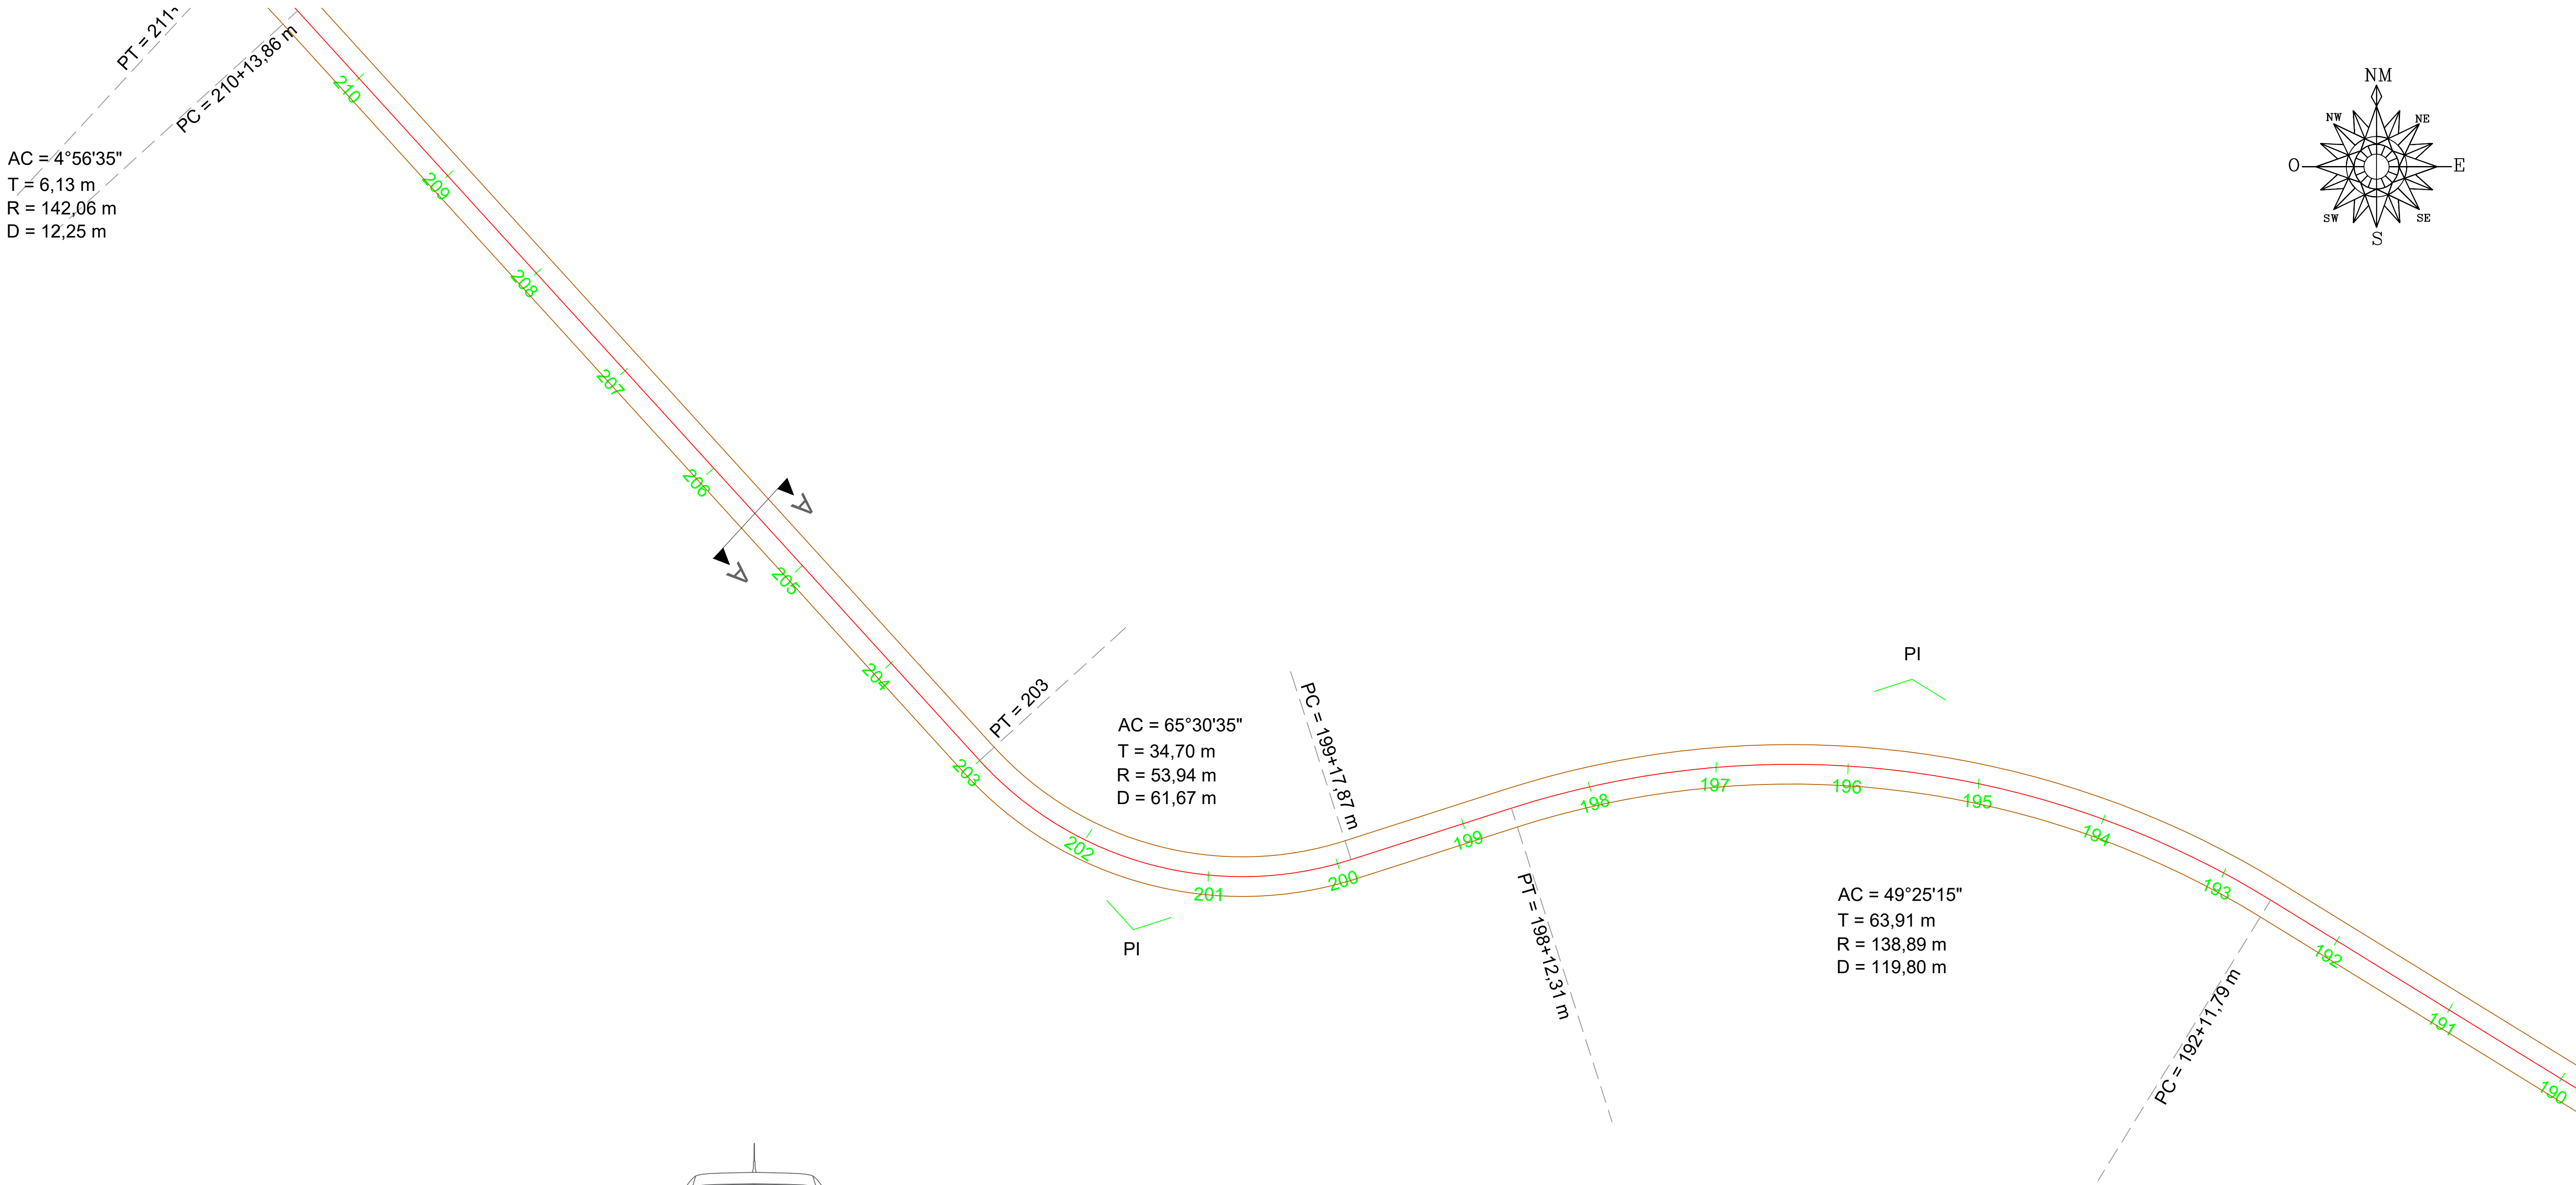 PT = 211
PC = 210+13,86 m
AC = 4°56'35"
T = 6,13 m
R = 142,06 m
D = 12,25 m
210
209
208
207
206
205
204
203
202
201
200
199
198
197
196
195
194
193
192
191
190
A
A
PT = 203
AC = 65°30'35"
T = 34,70 m
R = 53,94 m
D = 61,67 m
PI
PC = 199+17,87 m
PT = 198+12,31 m
PI
AC = 49°25'15"
T = 63,91 m
R = 138,89 m
D = 119,80 m
PC = 192+11,79 m
NM
NW
NE
O
E
SW
SE
S